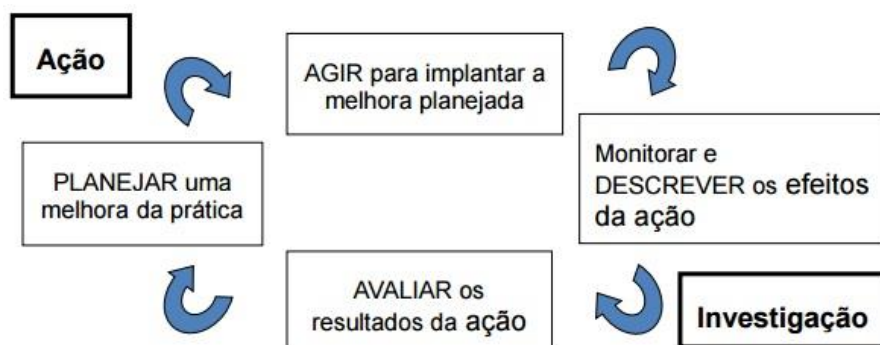 Ação
AGIR para implantar a
melhora planejada
Monitorar e
DESCREVER os efeitos
da ação
PLANEJAR uma
melhora da prática
AVALIAR os
resultados da ação
Investigação